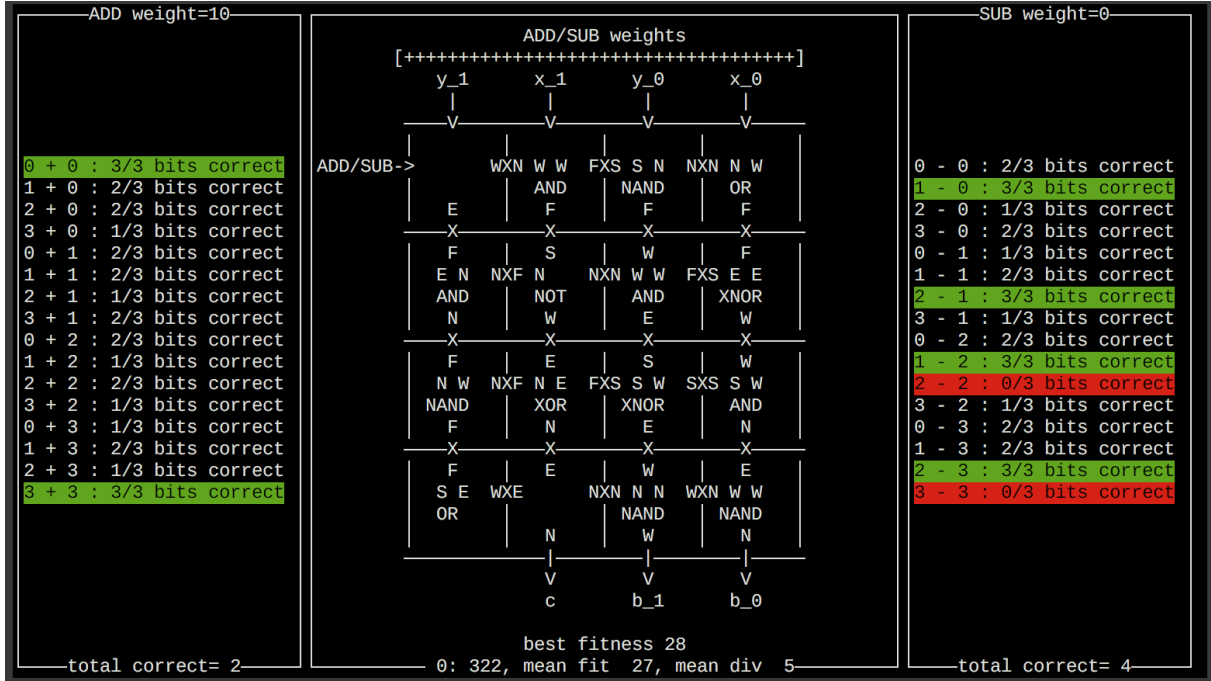 ADD weight=10
0 + 0 : 3/3 bits correct
1 + 0 : 2/3 bits correct
2 + 0 : 2/3 bits correct
3 + 0 : 1/3 bits correct
0 + 1 : 2/3 bits correct
1 + 1 : 2/3 bits correct
2 + 1 : 1/3 bits correct
3 + 1 : 2/3 bits correct
0 + 2 : 2/3 bits correct
1 + 2 : 1/3 bits correct
2 + 2 : 2/3 bits correct
3 + 2 : 1/3 bits correct
0 + 3 : 1/3 bits correct
1 + 3 : 2/3 bits correct
2 + 3 : 1/3 bits correct
3 + 3 : 3/3 bits correct
total correct= 2
ADD/SUB weights
[++++++++++++++++++++++++++++++++++++]
y_1 x_1 y_0 x_0
V V V V
ADD/SUB-> WXN W W FXS S N NXN N W
AND NAND OR
E F F F
X X X X
F S W F
E N NXF N NXN W W FXS E E
AND NOT AND XNOR
N W E W
X X X X
F E S W
N W NXF N E FXS S W SXS S W
NAND XOR XNOR AND
F N E N
X X X X
F E W E
S E WXE NXN N N WXN W W
OR NAND NAND
N W N
V V V
c b_1 b_0
best fitness 28
0: 322, mean fit 27, mean div 5
SUB weight=0
0 - 0 : 2/3 bits correct
1 - 0 : 3/3 bits correct
2 - 0 : 1/3 bits correct
3 - 0 : 2/3 bits correct
0 - 1 : 1/3 bits correct
1 - 1 : 2/3 bits correct
2 - 1 : 3/3 bits correct
3 - 1 : 1/3 bits correct
0 - 2 : 2/3 bits correct
1 - 2 : 3/3 bits correct
2 - 2 : 0/3 bits correct
3 - 2 : 1/3 bits correct
0 - 3 : 2/3 bits correct
1 - 3 : 2/3 bits correct
2 - 3 : 3/3 bits correct
3 - 3 : 0/3 bits correct
total correct= 4